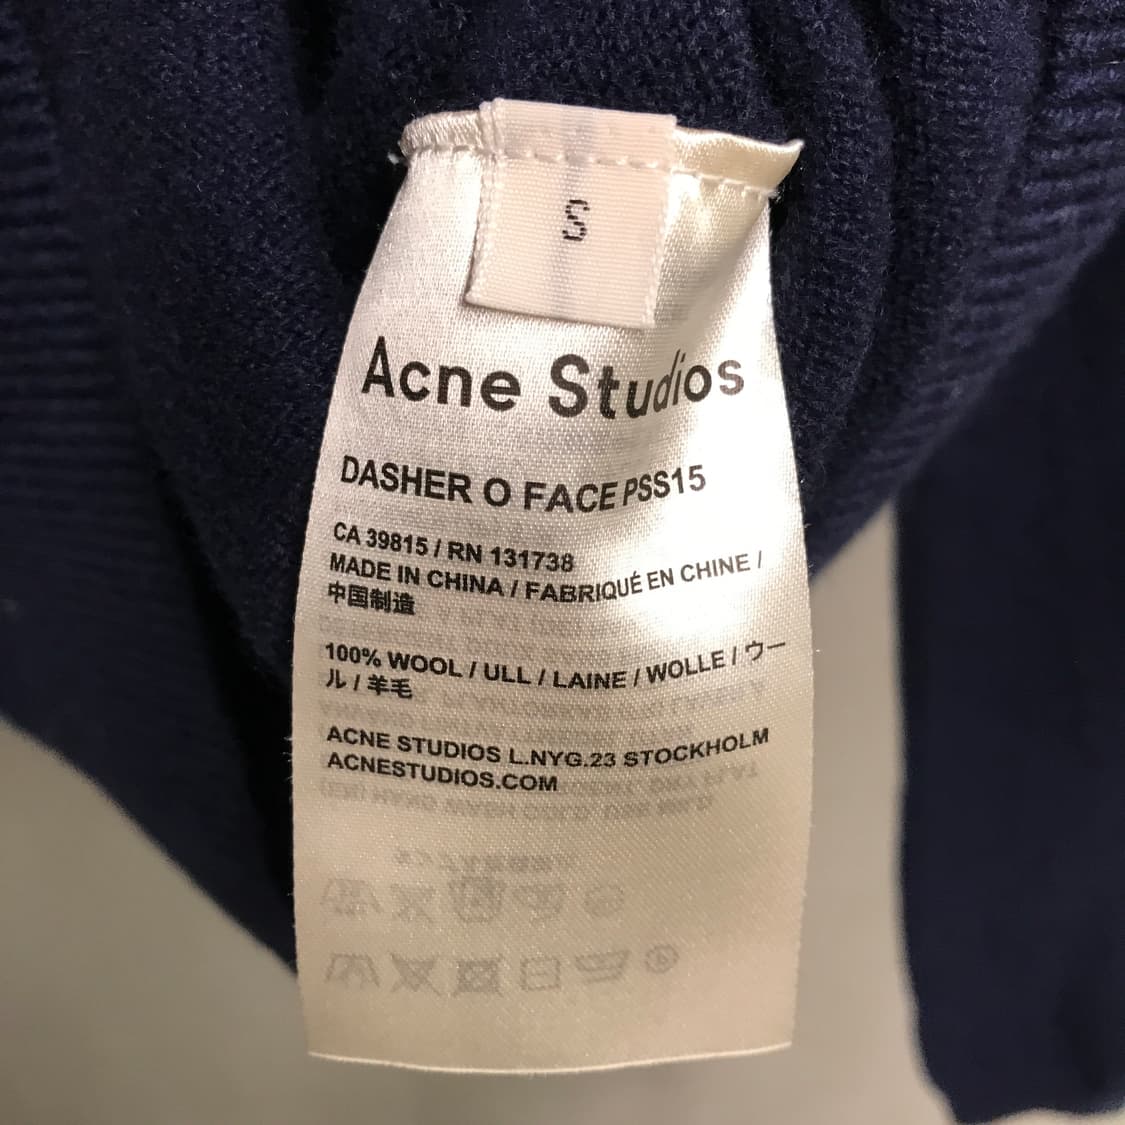 S
Acne Studios
DASHER O FACE PSS15
CA 39815 / RN 131738
MADE IN CHINA / FABRIQUÉ EN CHINE /
中国制造
100% WOOL / ULL / LAINE / WOLLE / ウー
ル / 羊毛
ACNE STUDIOS L.NYG.23 STOCKHOLM
ACNESTUDIOS.COM